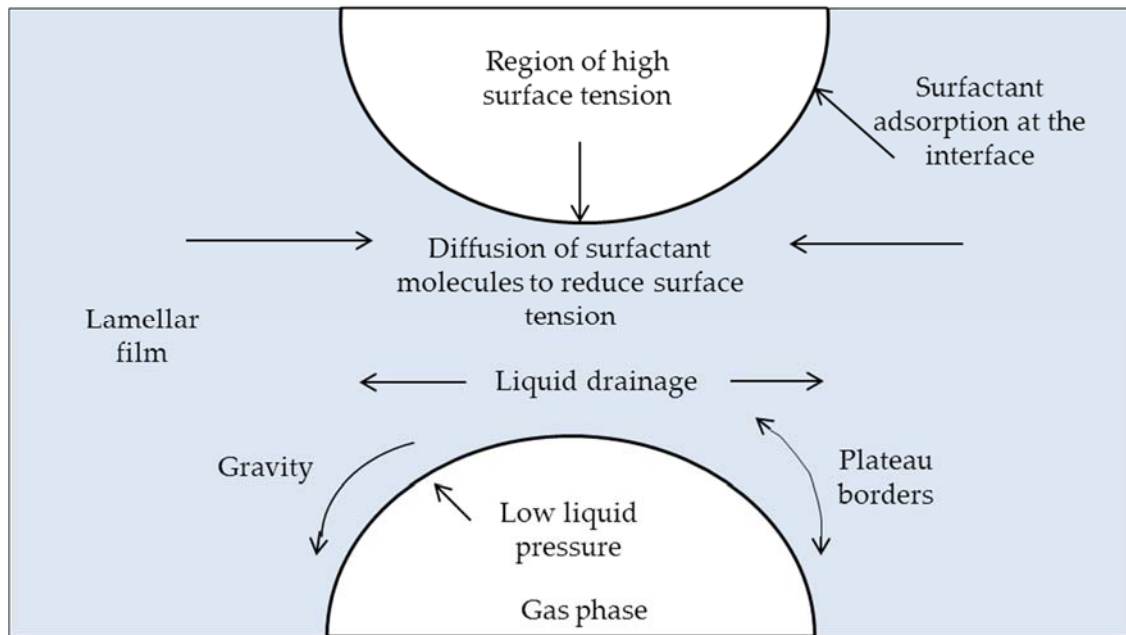 Region of high
surface tension
Surfactant
adsorption at the
interface
Diffusion of surfactant
molecules to reduce surface
tension
Lamellar
film
Liquid drainage
Gravity
Plateau
borders
Low liquid
pressure
Gas phase